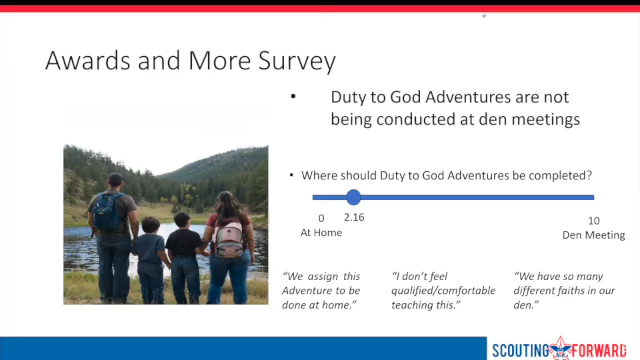 Awards and More Survey
• Duty to God Adventures are not
being conducted at den meetings
• Where should Duty to God Adventures be completed?
0
At Home
2.16
10
Den Meeting
“We assign this
Adventure to be
done at home.”
“I don’t feel
qualified/comfortable
teaching this.”
“We have so many
different faiths in our
den.”
SCOUTING FORWARD